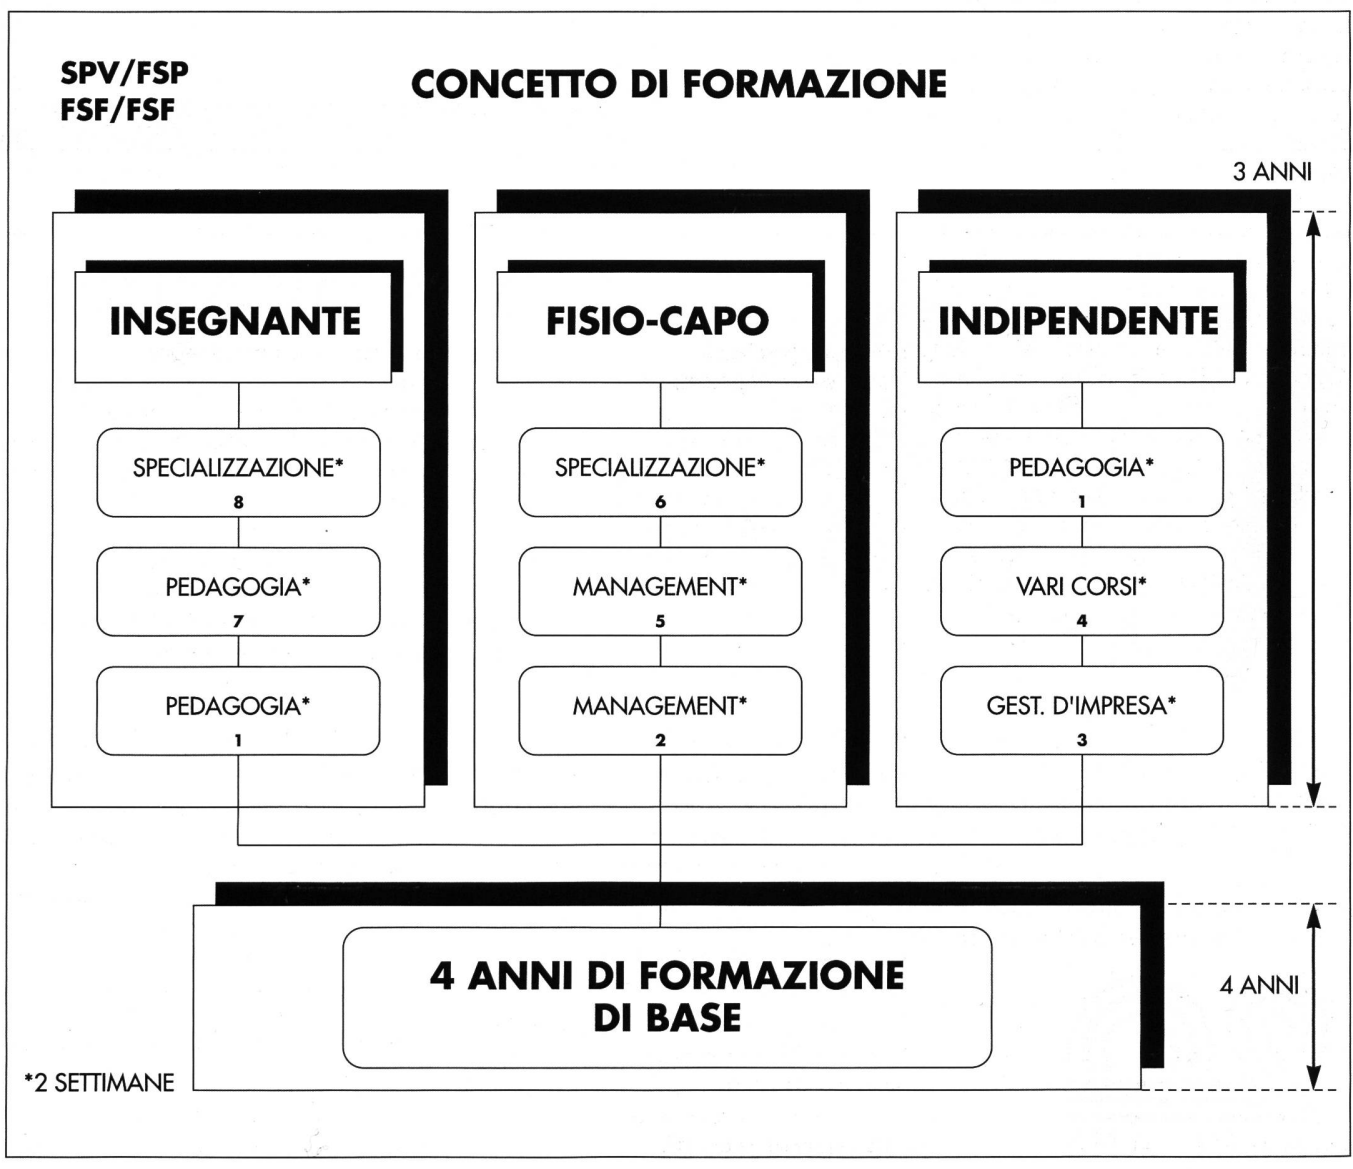 SPV/FSP
FSF/FSF
CONCETTO DI FORMAZIONE
3 ANNI
INSEGNANTE
SPECIALIZZAZIONE*
8
PEDAGOGIA*
7
PEDAGOGIA*
1
FISIO-CAPO
SPECIALIZZAZIONE*
6
MANAGEMENT*
5
MANAGEMENT*
2
INDIPENDENTE
PEDAGOGIA*
1
VARI CORSI*
4
GEST. D'IMPRESA*
3
4 ANNI DI FORMAZIONE
DI BASE
4 ANNI
*2 SETTIMANE